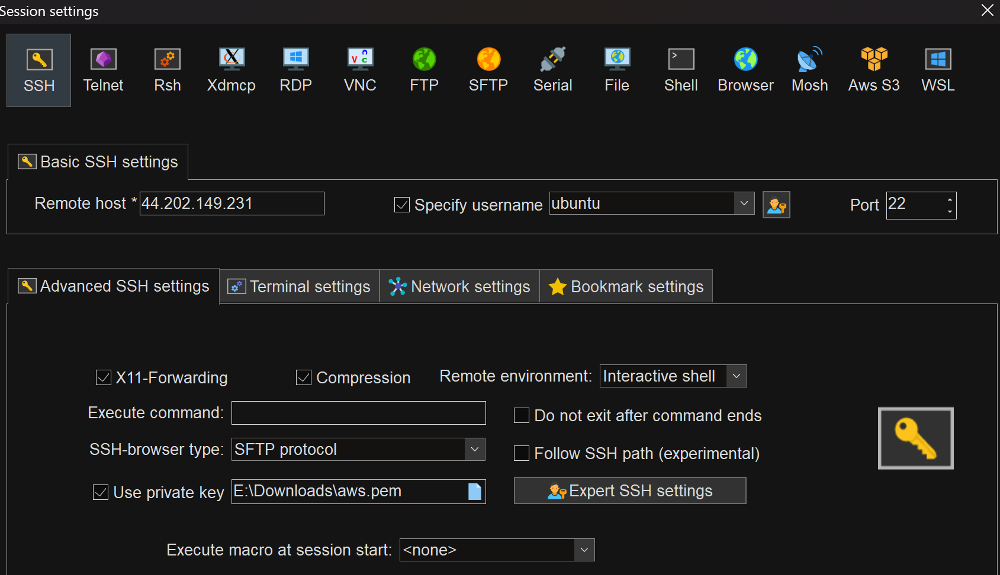 Session settings
SSH Telnet Rsh Xdmcp RDP VNC FTP SFTP Serial File Shell Browser Mosh Aws S3 WSL
Basic SSH settings
Remote host * 44.202.149.231 Specify username ubuntu Port 22
Advanced SSH settings Terminal settings Network settings Bookmark settings
X11-Forwarding Compression Remote environment: Interactive shell
Execute command: Do not exit after command ends
SSH-browser type: SFTP protocol Follow SSH path (experimental)
Use private key E:\Downloads\aws.pem Expert SSH settings
Execute macro at session start: <none>